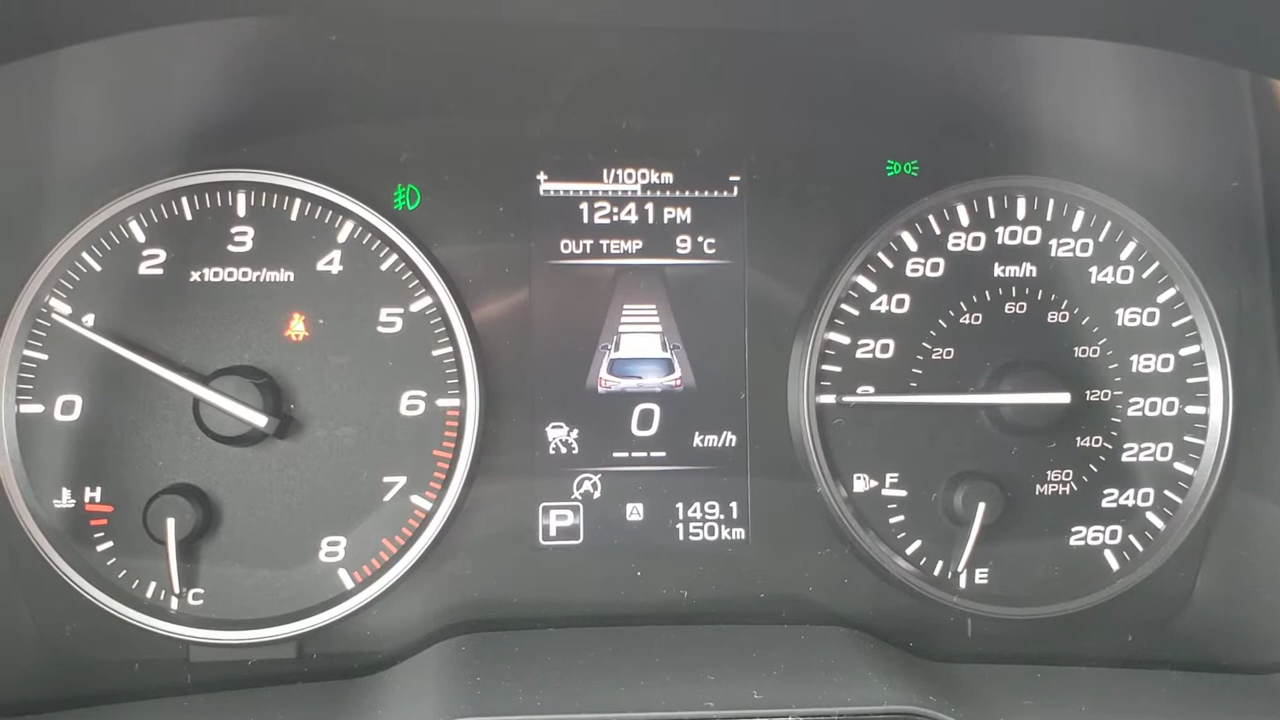 l/100km
+ -
12:41 PM
OUT TEMP 9°C
0
km/h
---
P
A
A
149.1
150km
0
1
2
3
4
5
6
7
8
x1000r/min
H
C
20
40
60
80
100
120
140
160
180
200
220
240
260
km/h
20
40
60
80
100
120
140
160
MPH
F
E